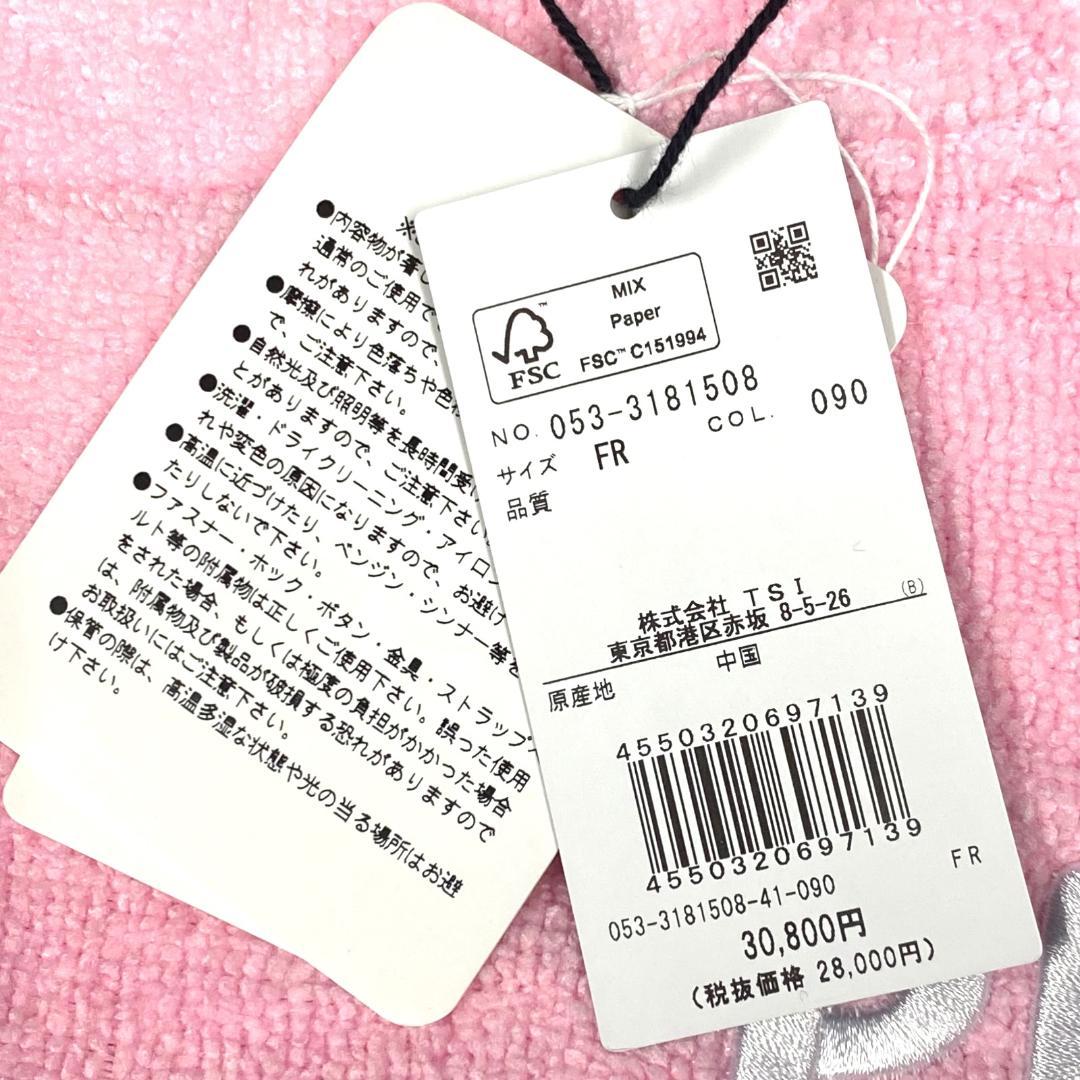 ※
●内容物が著し
通常のご使用で
れがありますので、
●摩擦により色落ちや色移
で、ご注意下さい。
●自然光及び照明等を長時間受け
とがありますので、ご注意下さい
●洗濯・ドライクリーニング・アイロン
れや変色の原因になりますので、お避け
●高温に近づけたり、ベンジン・シンナー等を
たりしないで下さい。
●ファスナー・ホック・ボタン・金具・ストラップ
ルト等の附属物は正しくご使用下さい。誤った使用
をされた場合、もしくは極度の負担がかかった場合
は、附属物及び製品が破損する恐れがありますので
お取扱いにはご注意下さい。
●保管の際は、高温多湿な状態や光の当る場所はお避
け下さい。
MIX
Paper
FSC™ C151994
FSC
NO. 053-3181508
COL. 090
サイズ FR
品質
株式会社 TSI
東京都港区赤坂 8-5-26 (B)
原産地 中国
4550320697139
4550320697139
FR
053-3181508-41-090
30,800円
(税抜価格 28,000円)